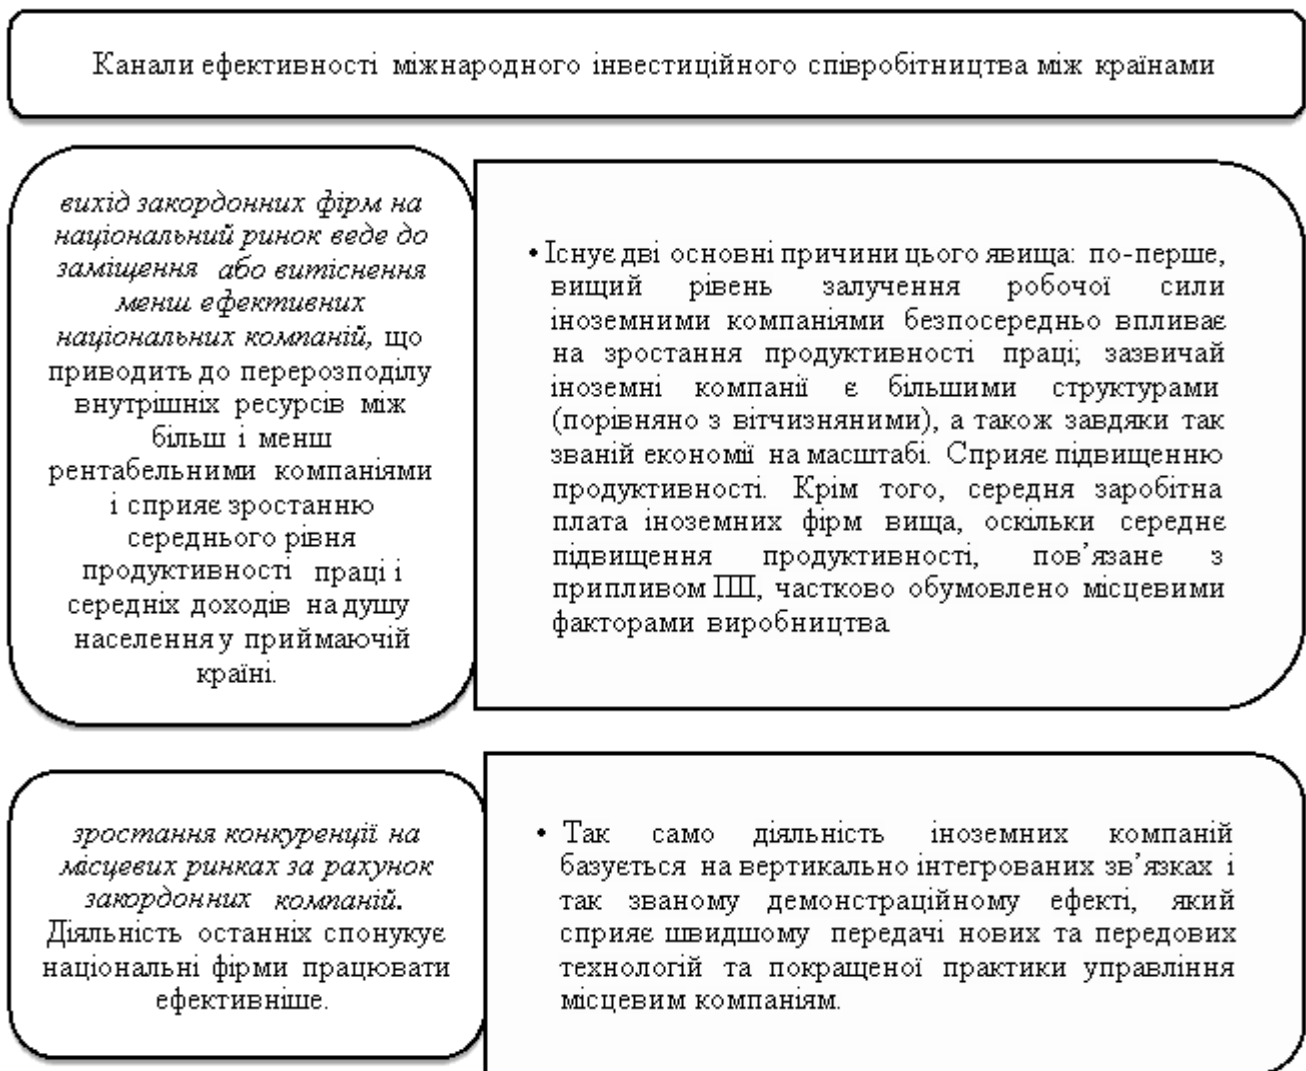 Канали ефективності міжнародного інвестиційного співробітництва між країнами
вихід закордонних фірм на
національний ринок веде до
заміщення або витіснення
менш ефективних
національних компаній, що
приводить до перерозподілу
внутрішніх ресурсів між
більш і менш
рентабельними компаніями
і сприяє зростанню
середнього рівня
продуктивності праці і
середніх доходів на душу
населення у приймаючій
країні.
• Існує дві основні причини цього явища: по-перше,
вищий рівень залучення робочої сили
іноземними компаніями безпосередньо впливає
на зростання продуктивності праці; зазвичай
іноземні компанії є більшими структурами
(порівняно з вітчизняними), а також завдяки так
званій економії на масштабі. Сприяє підвищенню
продуктивності. Крім того, середня заробітна
плата іноземних фірм вища, оскільки середнє
підвищення продуктивності, пов’язане з
припливом ПІІ, частково обумовлено місцевими
факторами виробництва
зростання конкуренції на
місцевих ринках за рахунок
закордонних компаній.
Діяльність останніх спонукує
національні фірми працювати
ефективніше.
• Так само діяльність іноземних компаній
базується на вертикально інтегрованих зв’язках і
так званому демонстраційному ефекті, який
сприяє швидшому передачі нових та передових
технологій та покращеної практики управління
місцевим компаніям.